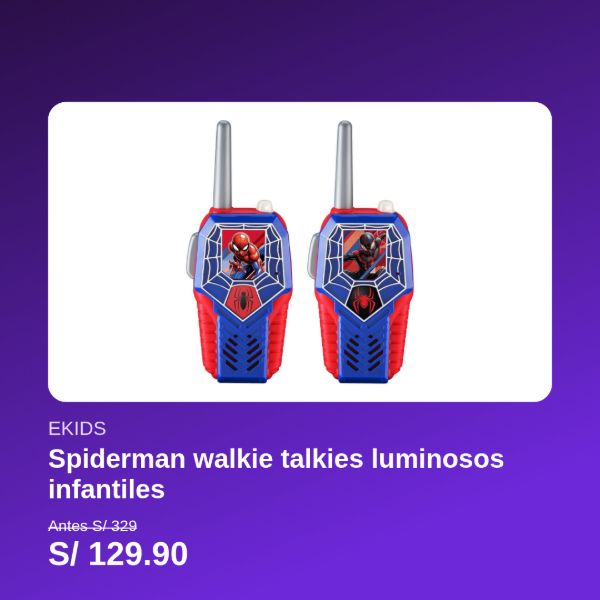 EKIDS
Spiderman walkie talkies luminosos
infantiles
Antes S/ 329
S/ 129.90